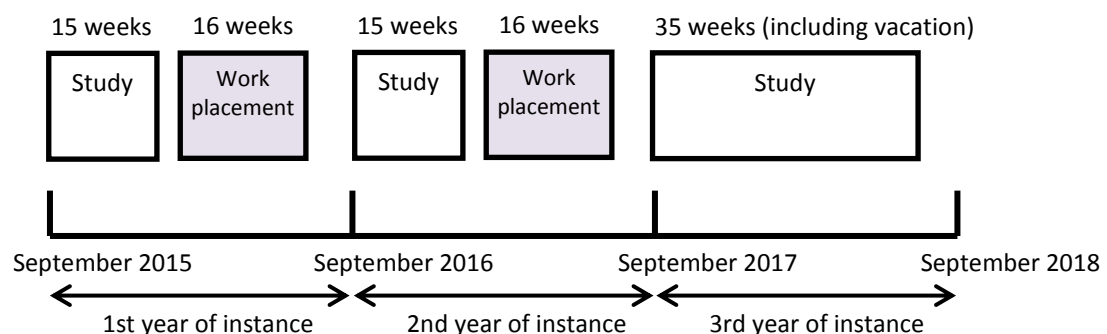 15 weeks 16 weeks 15 weeks 16 weeks 35 weeks (including vacation)
Study Work placement Study Work placement Study
September 2015 September 2016 September 2017 September 2018
1st year of instance 2nd year of instance 3rd year of instance